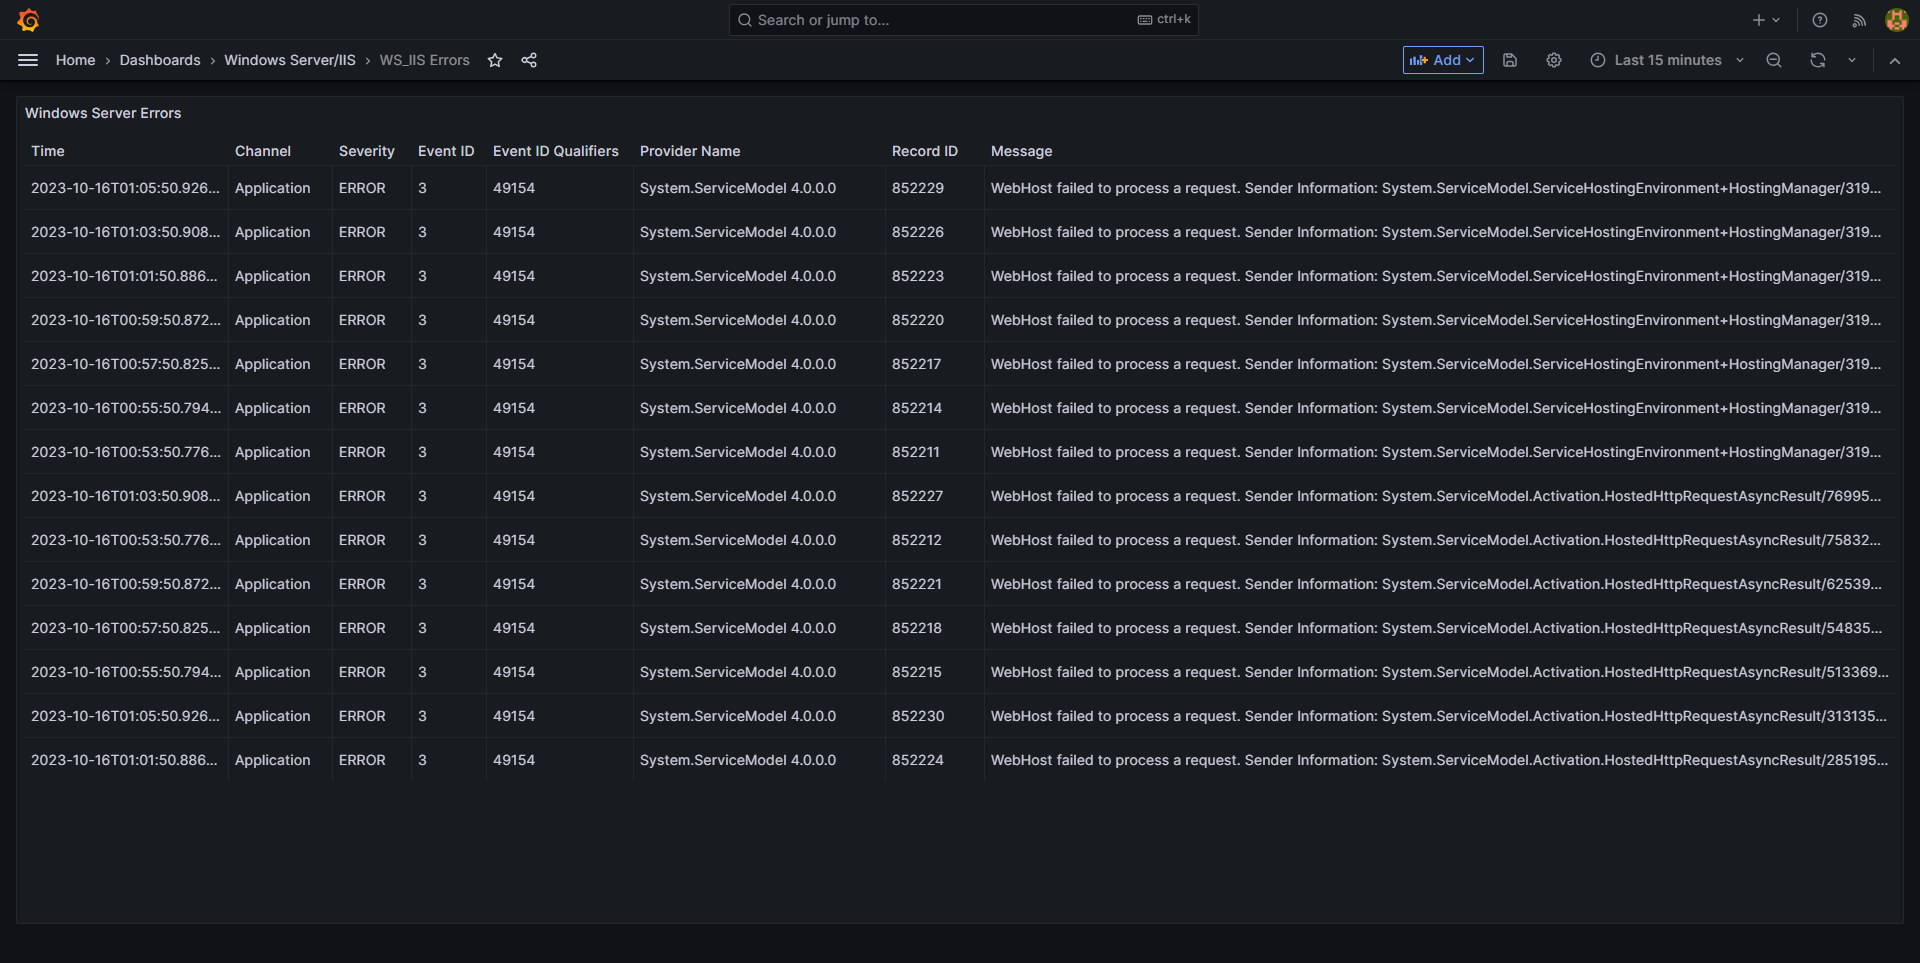 Search or jump to... ctrl+k
Home › Dashboards › Windows Server/IIS › WS_IIS Errors Add Last 15 minutes
Windows Server Errors
Time Channel Severity Event ID Event ID Qualifiers Provider Name Record ID Message
2023-10-16T01:05:50.926... Application ERROR 3 49154 System.ServiceModel 4.0.0.0 852229 WebHost failed to process a request. Sender Information: System.ServiceModel.ServiceHostingEnvironment+HostingManager/319...
2023-10-16T01:03:50.908... Application ERROR 3 49154 System.ServiceModel 4.0.0.0 852226 WebHost failed to process a request. Sender Information: System.ServiceModel.ServiceHostingEnvironment+HostingManager/319...
2023-10-16T01:01:50.886... Application ERROR 3 49154 System.ServiceModel 4.0.0.0 852223 WebHost failed to process a request. Sender Information: System.ServiceModel.ServiceHostingEnvironment+HostingManager/319...
2023-10-16T00:59:50.872... Application ERROR 3 49154 System.ServiceModel 4.0.0.0 852220 WebHost failed to process a request. Sender Information: System.ServiceModel.ServiceHostingEnvironment+HostingManager/319...
2023-10-16T00:57:50.825... Application ERROR 3 49154 System.ServiceModel 4.0.0.0 852217 WebHost failed to process a request. Sender Information: System.ServiceModel.ServiceHostingEnvironment+HostingManager/319...
2023-10-16T00:55:50.794... Application ERROR 3 49154 System.ServiceModel 4.0.0.0 852214 WebHost failed to process a request. Sender Information: System.ServiceModel.ServiceHostingEnvironment+HostingManager/319...
2023-10-16T00:53:50.776... Application ERROR 3 49154 System.ServiceModel 4.0.0.0 852211 WebHost failed to process a request. Sender Information: System.ServiceModel.ServiceHostingEnvironment+HostingManager/319...
2023-10-16T01:03:50.908... Application ERROR 3 49154 System.ServiceModel 4.0.0.0 852227 WebHost failed to process a request. Sender Information: System.ServiceModel.Activation.HostedHttpRequestAsyncResult/76995...
2023-10-16T00:53:50.776... Application ERROR 3 49154 System.ServiceModel 4.0.0.0 852212 WebHost failed to process a request. Sender Information: System.ServiceModel.Activation.HostedHttpRequestAsyncResult/75832...
2023-10-16T00:59:50.872... Application ERROR 3 49154 System.ServiceModel 4.0.0.0 852221 WebHost failed to process a request. Sender Information: System.ServiceModel.Activation.HostedHttpRequestAsyncResult/62539...
2023-10-16T00:57:50.825... Application ERROR 3 49154 System.ServiceModel 4.0.0.0 852218 WebHost failed to process a request. Sender Information: System.ServiceModel.Activation.HostedHttpRequestAsyncResult/54835...
2023-10-16T00:55:50.794... Application ERROR 3 49154 System.ServiceModel 4.0.0.0 852215 WebHost failed to process a request. Sender Information: System.ServiceModel.Activation.HostedHttpRequestAsyncResult/513369...
2023-10-16T01:05:50.926... Application ERROR 3 49154 System.ServiceModel 4.0.0.0 852230 WebHost failed to process a request. Sender Information: System.ServiceModel.Activation.HostedHttpRequestAsyncResult/313135...
2023-10-16T01:01:50.886... Application ERROR 3 49154 System.ServiceModel 4.0.0.0 852224 WebHost failed to process a request. Sender Information: System.ServiceModel.Activation.HostedHttpRequestAsyncResult/285195...